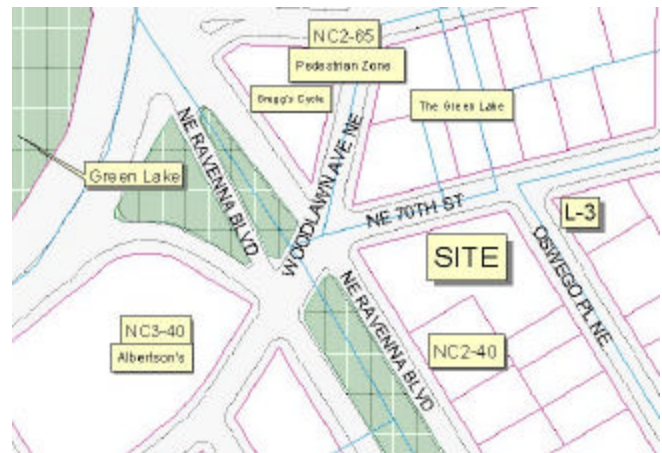 NC2-65
Pedestrian Zone
Gregg's Cycle
The Green Lake
NE RAVENNA BLVD
Green Lake
WOODLAWN AVE NE
NE 70TH ST
L-3
SITE
OSWEGO PL NE
NC3-40
Albertson's
NE RAVENNA BLVD
NC2-40